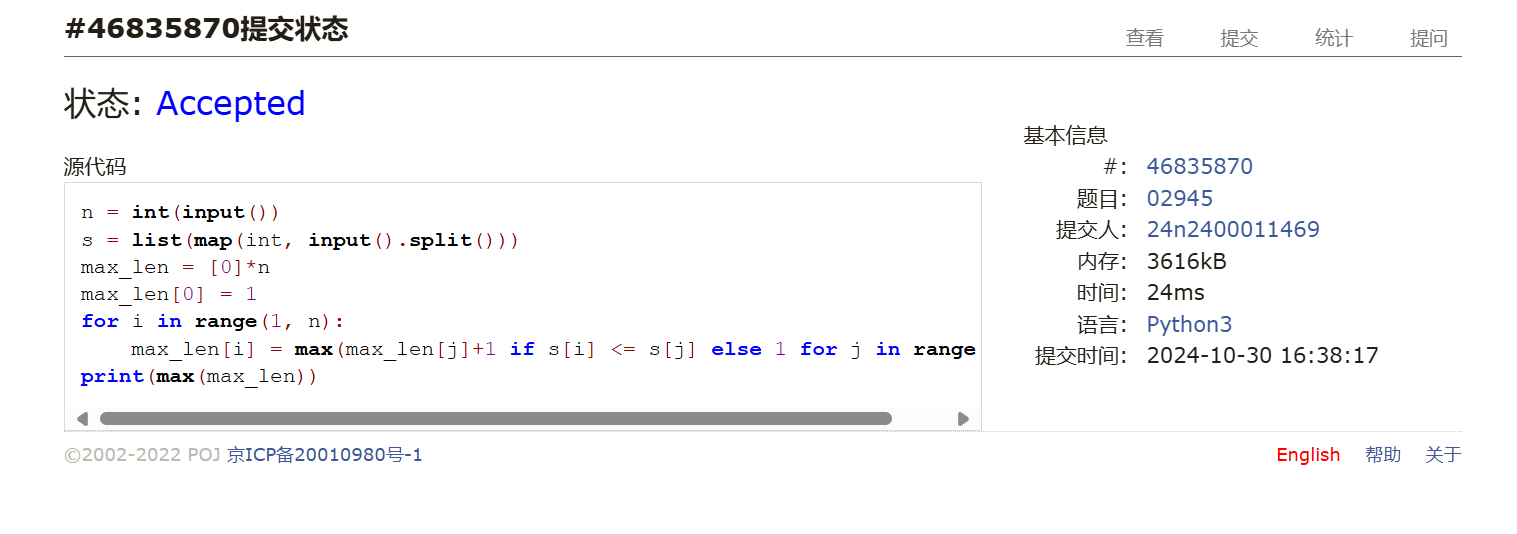 #46835870提交状态
查看 提交 统计 提问
状态: Accepted
源代码
n = int(input())
s = list(map(int, input().split()))
max_len = [0]*n
max_len[0] = 1
for i in range(1, n):
    max_len[i] = max(max_len[j]+1 if s[i] <= s[j] else 1 for j in range
print(max(max_len))
基本信息
#: 46835870
题目: 02945
提交人: 24n2400011469
内存: 3616kB
时间: 24ms
语言: Python3
提交时间: 2024-10-30 16:38:17
©2002-2022 POJ 京ICP备20010980号-1
English 帮助 关于